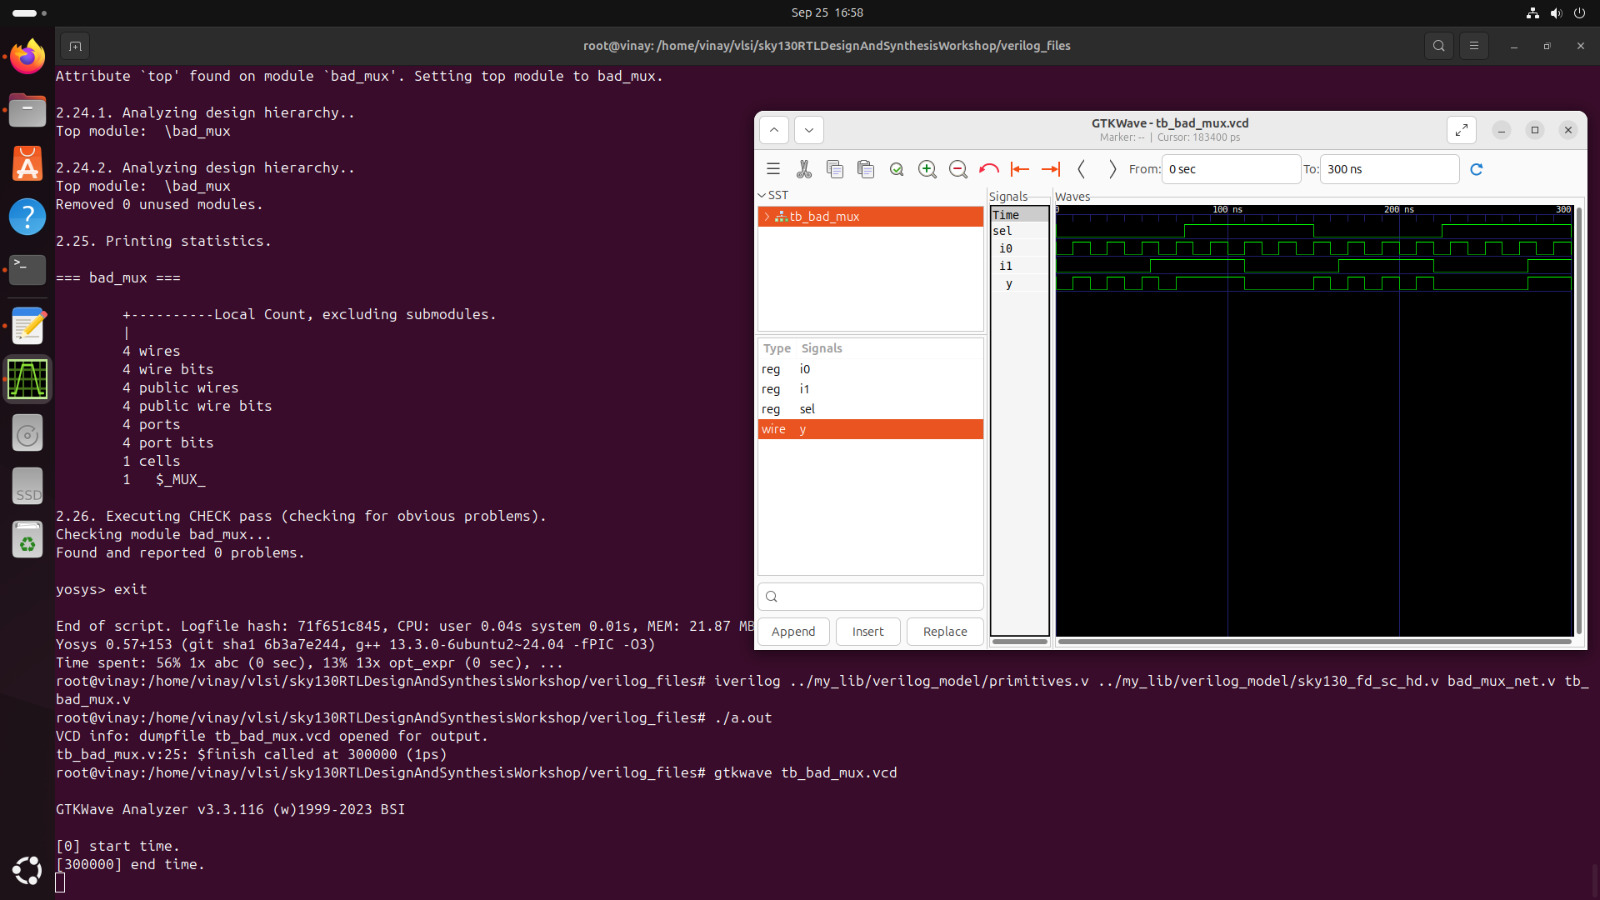 Sep 25 16:58
root@vinay: /home/vinay/vlsi/sky130RTLDesignAndSynthesisWorkshop/verilog_files
Attribute `top' found on module `bad_mux'. Setting top module to bad_mux.
2.24.1. Analyzing design hierarchy..
Top module:  \bad_mux
2.24.2. Analyzing design hierarchy..
Top module:  \bad_mux
Removed 0 unused modules.
2.25. Printing statistics.
=== bad_mux ===
+----------Local Count, excluding submodules.
|
4 wires
4 wire bits
4 public wires
4 public wire bits
4 ports
4 port bits
1 cells
1   $_MUX_
2.26. Executing CHECK pass (checking for obvious problems).
Checking module bad_mux...
Found and reported 0 problems.
yosys> exit
End of script. Logfile hash: 71f651c845, CPU: user 0.04s system 0.01s, MEM: 21.87 MB
Yosys 0.57+153 (git sha1 6b3a7e244, g++ 13.3.0-6ubuntu2~24.04 -fPIC -O3)
Time spent: 56% 1x abc (0 sec), 13% 13x opt_expr (0 sec), ...
root@vinay:/home/vinay/vlsi/sky130RTLDesignAndSynthesisWorkshop/verilog_files# iverilog ../my_lib/verilog_model/primitives.v ../my_lib/verilog_model/sky130_fd_sc_hd.v bad_mux_net.v tb_
bad_mux.v
root@vinay:/home/vinay/vlsi/sky130RTLDesignAndSynthesisWorkshop/verilog_files# ./a.out
VCD info: dumpfile tb_bad_mux.vcd opened for output.
tb_bad_mux.v:25: $finish called at 300000 (1ps)
root@vinay:/home/vinay/vlsi/sky130RTLDesignAndSynthesisWorkshop/verilog_files# gtkwave tb_bad_mux.vcd
GTKWave Analyzer v3.3.116 (w)1999-2023 BSI
[0] start time.
[300000] end time.
GTKWave - tb_bad_mux.vcd
Marker: -- | Cursor: 183400 ps
From: 0 sec To: 300 ns
SST
tb_bad_mux
Type Signals
reg i0
reg i1
reg sel
wire y
Append Insert Replace
Signals
Time
sel
i0
i1
y
Waves
0 100 ns 200 ns 300
SSD